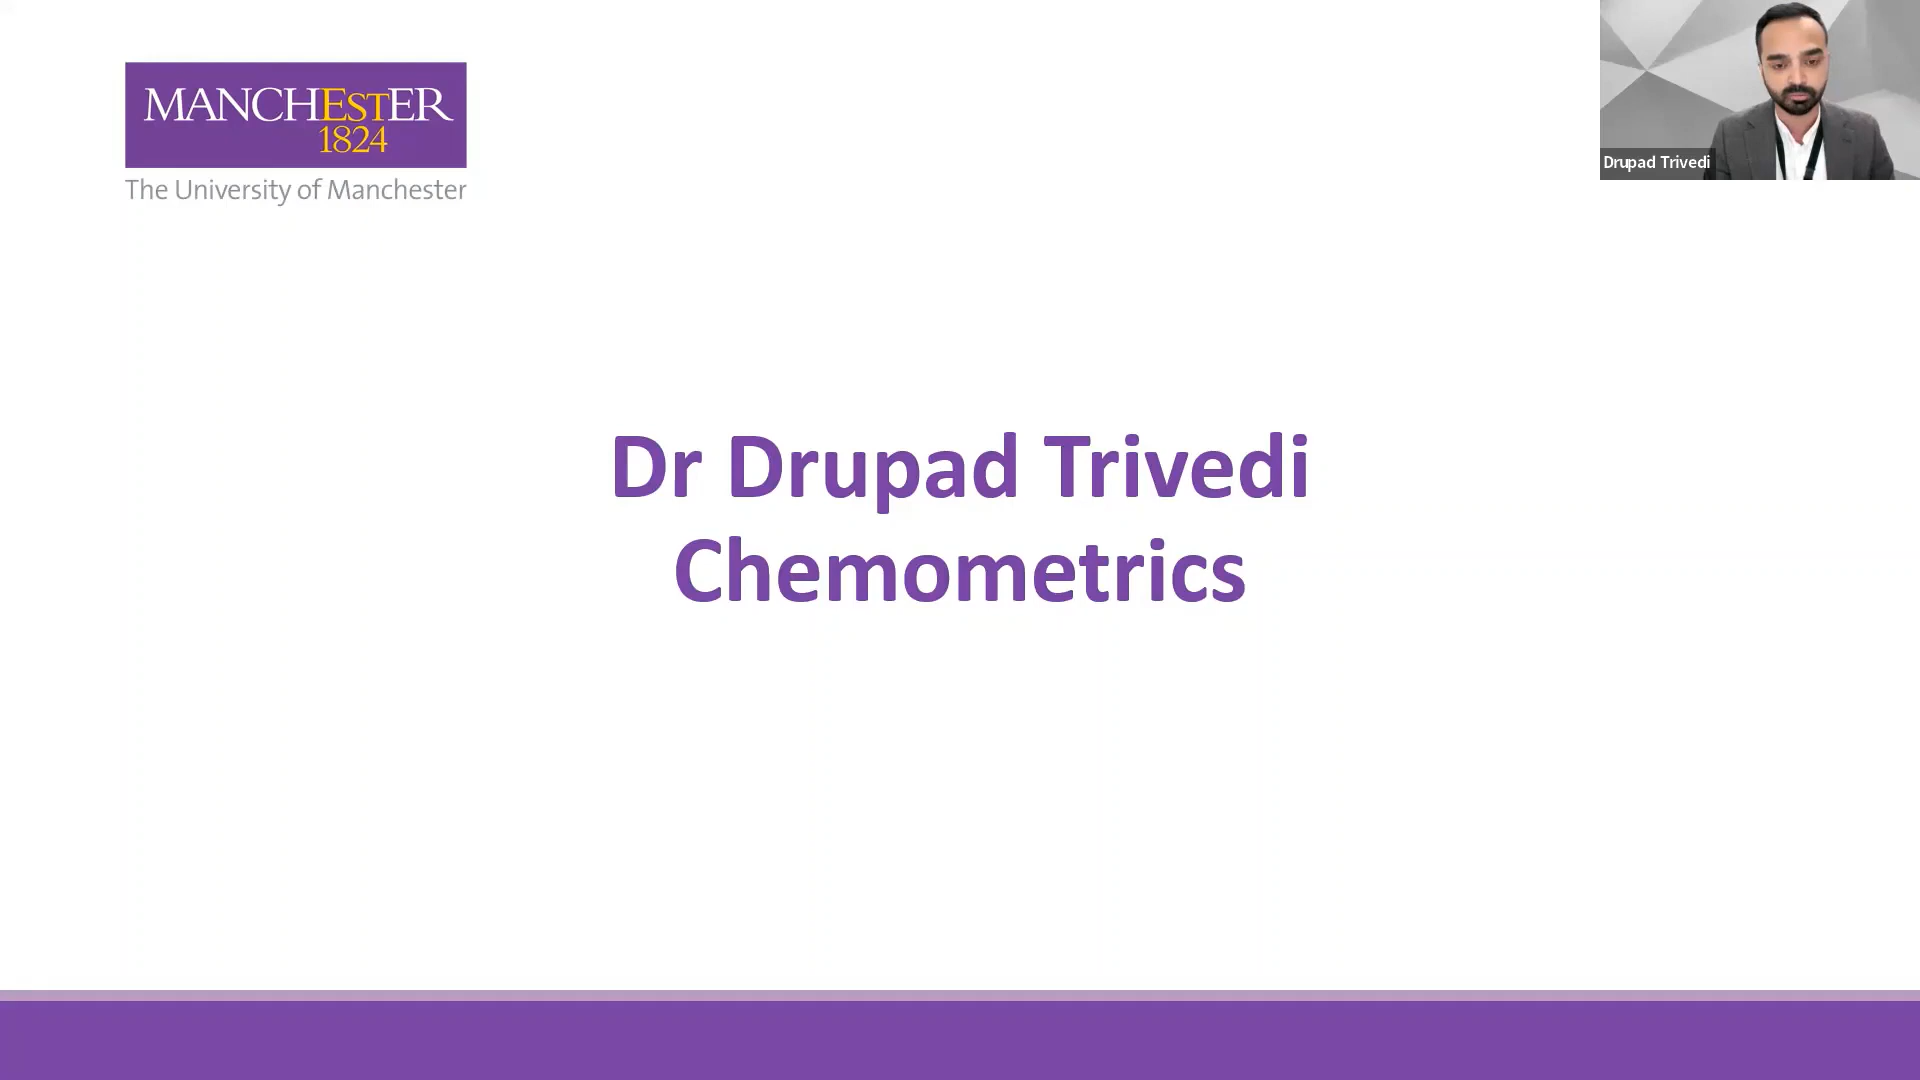 MANCHESTER
1824
The University of Manchester
Drupad Trivedi
Dr Drupad Trivedi
Chemometrics